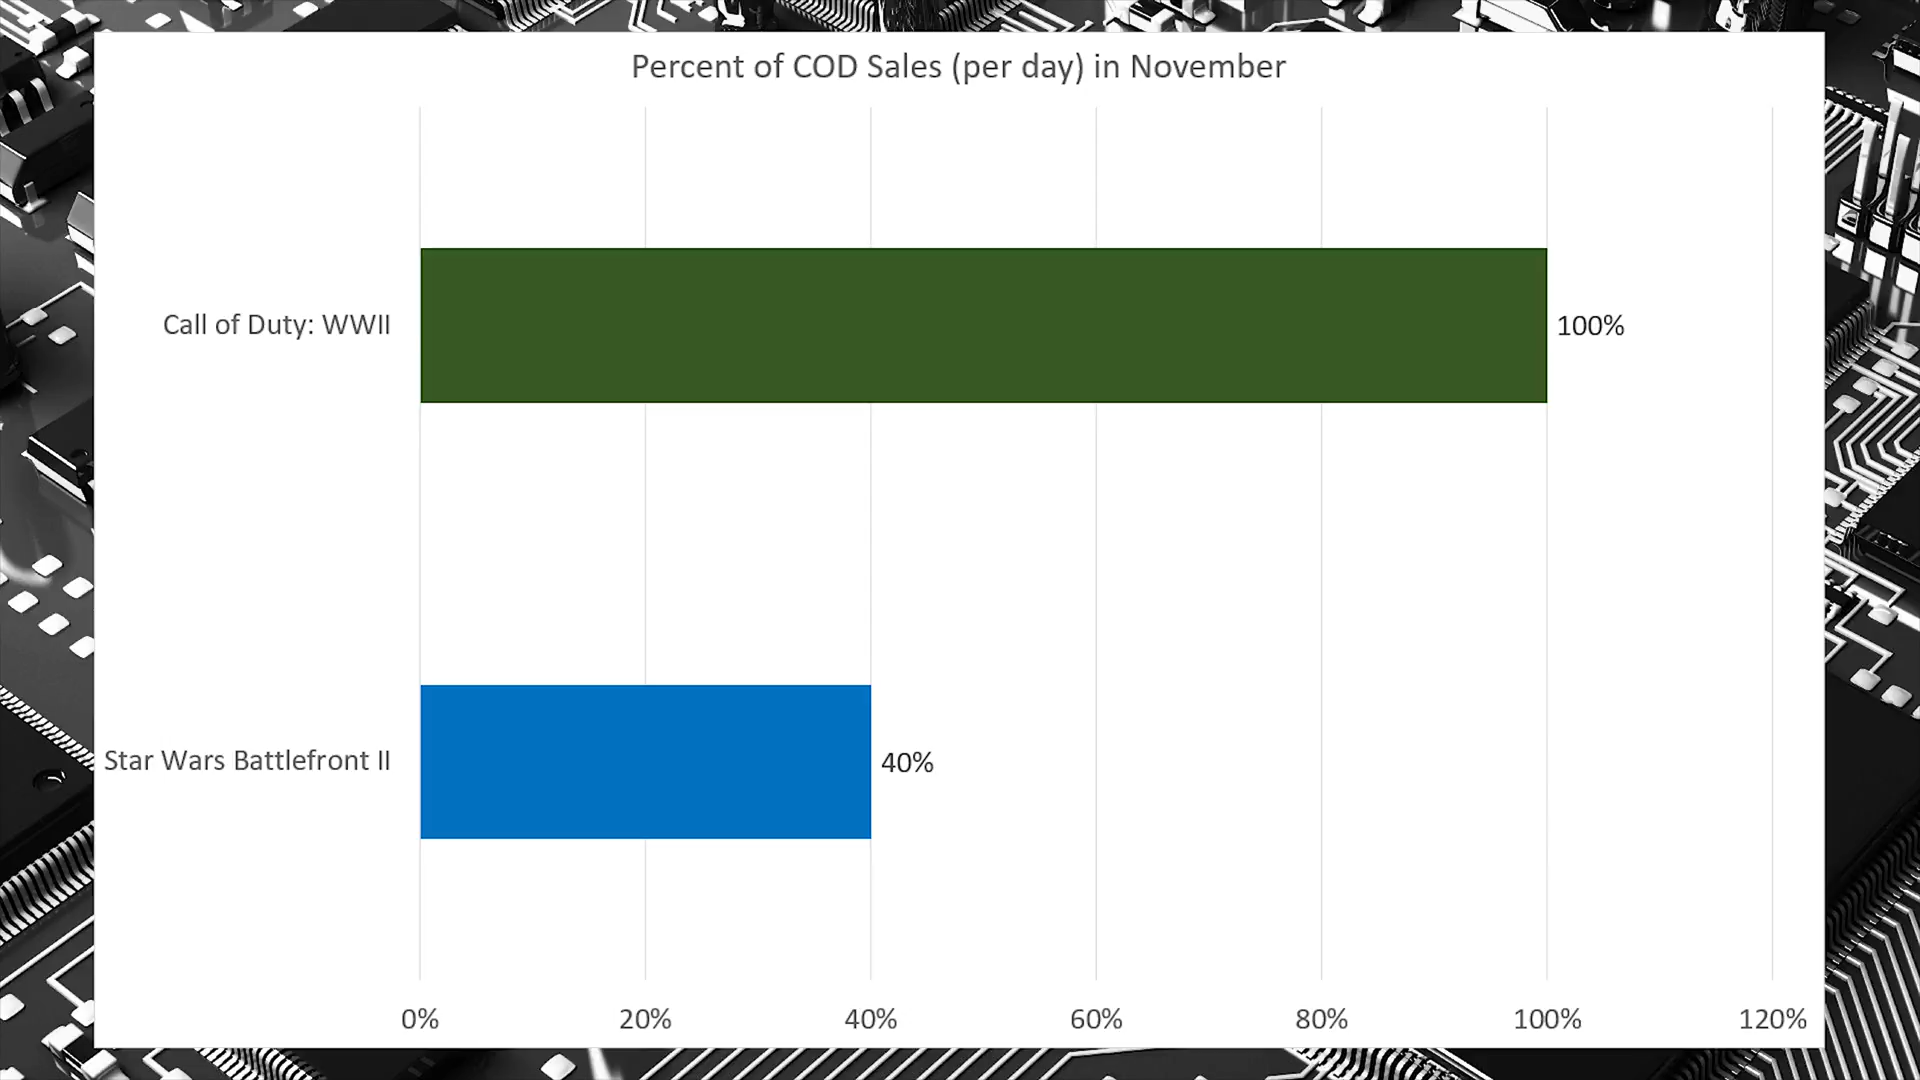 Percent of COD Sales (per day) in November
Call of Duty: WWII
100%
Star Wars Battlefront II
40%
0% 20% 40% 60% 80% 100% 120%